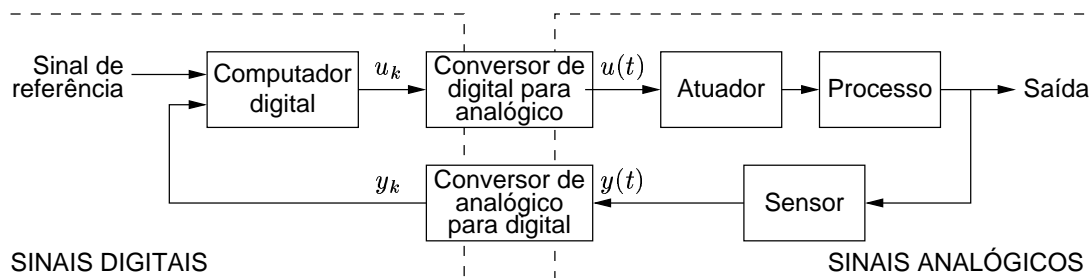 Sinal de
referência
Computador
digital
u_k
Conversor de
digital para
analógico
u(t)
Atuador
Processo
Saída
y_k
Conversor de
analógico
para digital
y(t)
Sensor
SINAIS DIGITAIS
SINAIS ANALÓGICOS